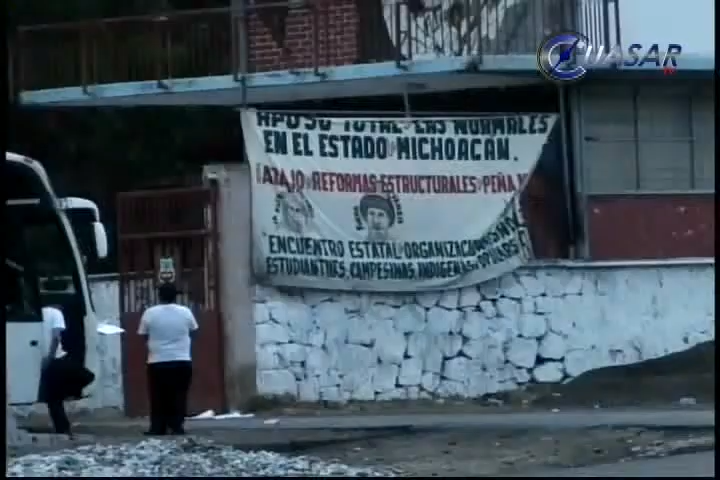 QUASAR
TV
APOYO TOTAL A LAS NORMALES
EN EL ESTADO MICHOACAN.
ABAJO REFORMAS ESTRUCTURALES PEÑA
ENCUENTRO ESTATAL ORGANIZACIONES
ESTUDIANTILES, CAMPESINAS, INDIGENAS